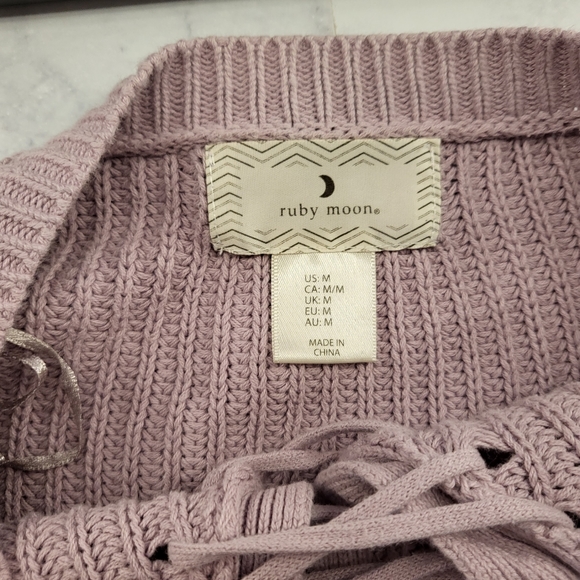 ruby moon®
US: M
CA: M/M
UK: M
EU: M
AU: M
MADE IN
CHINA